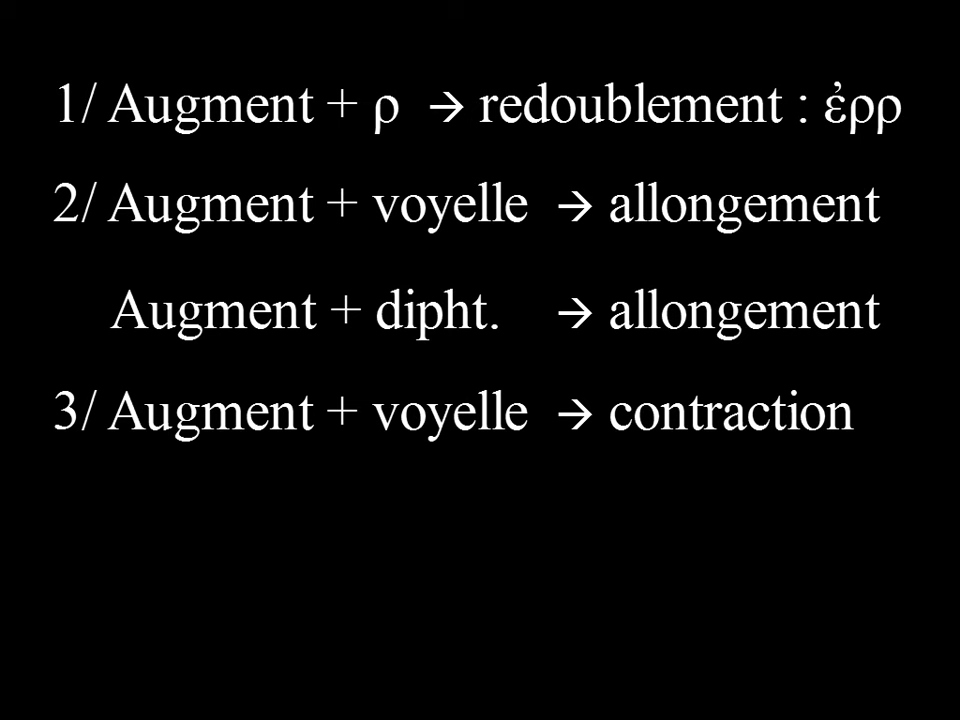 1/ Augment + ρ → redoublement : ἐρρ
2/ Augment + voyelle → allongement
Augment + dipht. → allongement
3/ Augment + voyelle → contraction